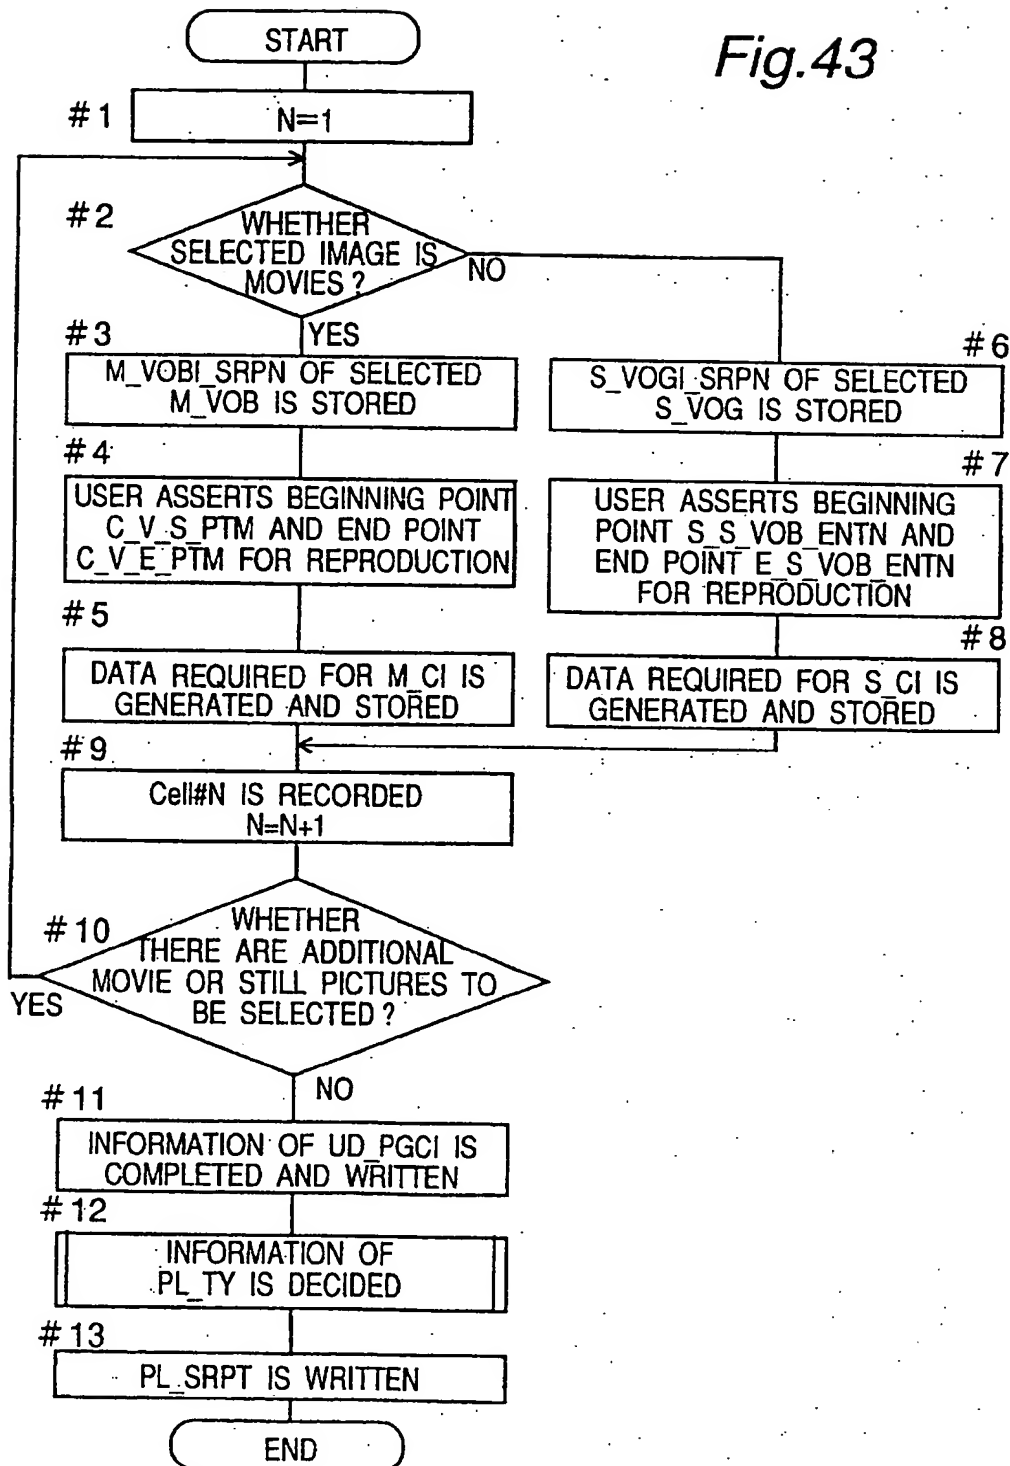 START
Fig.43
#1
N=1
#2
WHETHER
SELECTED IMAGE IS
MOVIES?
NO
YES
#3
M_VOBI_SRPN OF SELECTED
M_VOB IS STORED
#6
S_VOGI_SRPN OF SELECTED
S_VOG IS STORED
#4
USER ASSERTS BEGINNING POINT
C_V_S_PTM AND END POINT
C_V_E_PTM FOR REPRODUCTION
#7
USER ASSERTS BEGINNING
POINT S_S_VOB_ENTN AND
END POINT E_S_VOB_ENTN
FOR REPRODUCTION
#5
DATA REQUIRED FOR M_CI IS
GENERATED AND STORED
#8
DATA REQUIRED FOR S_CI IS
GENERATED AND STORED
#9
Cell#N IS RECORDED
N=N+1
#10
WHETHER
THERE ARE ADDITIONAL
MOVIE OR STILL PICTURES TO
BE SELECTED?
YES
NO
#11
INFORMATION OF UD_PGCI IS
COMPLETED AND WRITTEN
#12
INFORMATION OF
PL_TY IS DECIDED
#13
PL_SRPT IS WRITTEN
END